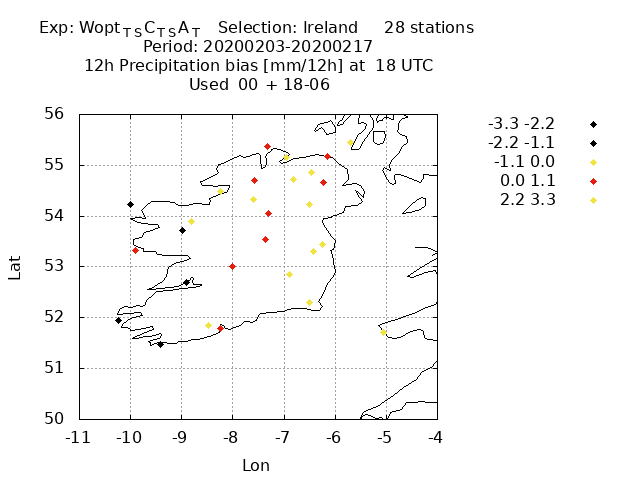 Exp: Wopt_TS C_TS A_T Selection: Ireland 28 stations
Period: 20200203-20200217
12h Precipitation bias [mm/12h] at 18 UTC
Used 00 + 18-06
-3.3 -2.2
-2.2 -1.1
-1.1 0.0
0.0 1.1
2.2 3.3
56
55
54
53
52
51
50
Lat
-11 -10 -9 -8 -7 -6 -5 -4
Lon